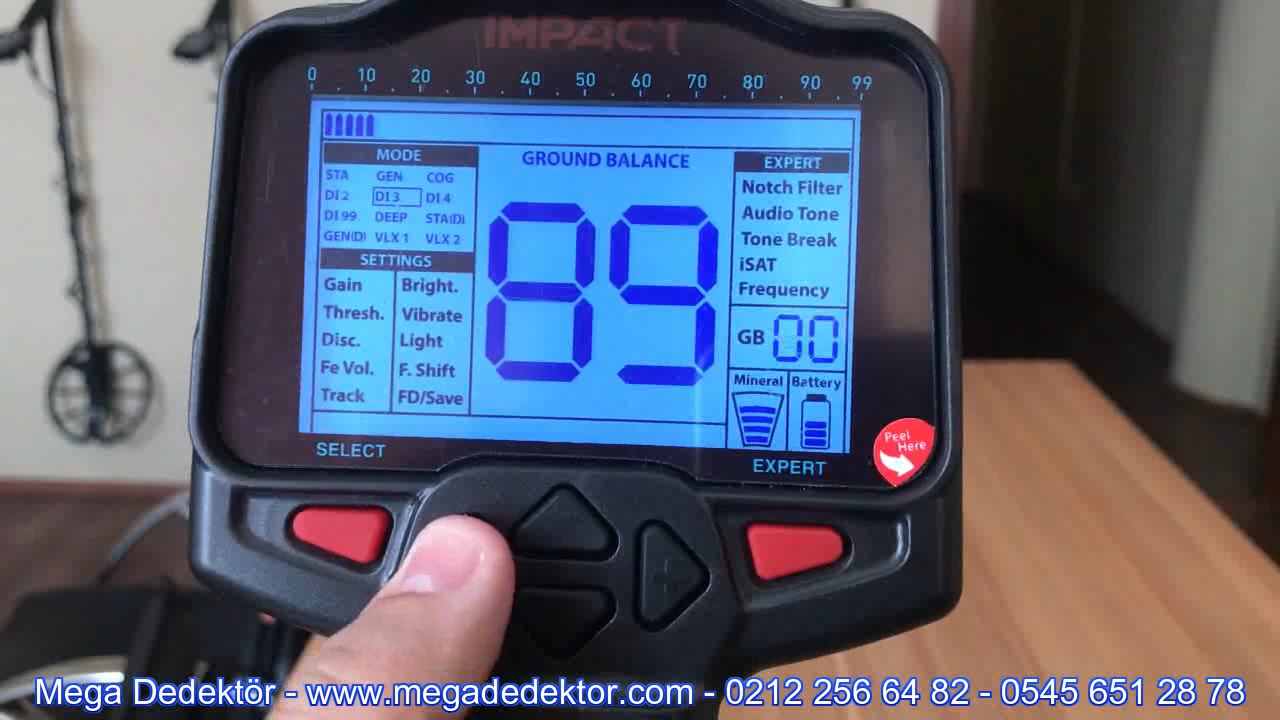 IMPACT
0 10 20 30 40 50 60 70 80 90 99
MODE
STA GEN COG
DI 2 DI 3 DI 4
DI 99 DEEP STA(D)
GEN(D) VLX 1 VLX 2
SETTINGS
Gain Bright.
Thresh. Vibrate
Disc. Light
Fe Vol. F. Shift
Track FD/Save
GROUND BALANCE
89
EXPERT
Notch Filter
Audio Tone
Tone Break
iSAT
Frequency
GB 00
Mineral Battery
SELECT
EXPERT
Peel
Here
+
Mega Dedektör - www.megadedektor.com - 0212 256 64 82 - 0545 651 28 78